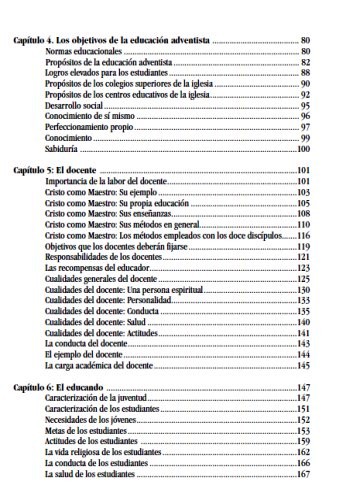 Capítulo 4. Los objetivos de la educación adventista ........ 80
Normas educacionales ........ 80
Propósitos de la educación adventista ........ 82
Logros elevados para los estudiantes ........ 88
Propósitos de los colegios superiores de la iglesia ........ 90
Propósitos de los centros educativos de la iglesia ........ 92
Desarrollo social ........ 95
Conocimiento de sí mismo ........ 96
Perfeccionamiento propio ........ 97
Conocimiento ........ 99
Sabiduría ........ 100
Capítulo 5: El docente ........ 101
Importancia de la labor del docente ........ 101
Cristo como Maestro: Su ejemplo ........ 103
Cristo como Maestro: Su propia educación ........ 105
Cristo como Maestro: Sus enseñanzas ........ 108
Cristo como Maestro: Sus métodos en general ........ 110
Cristo como Maestro: Los métodos empleados con los doce discípulos ........ 116
Objetivos que los docentes deberán fijarse ........ 119
Responsabilidades de los docentes ........ 121
Las recompensas del educador ........ 123
Cualidades generales del docente ........ 125
Cualidades del docente: Una persona espiritual ........ 130
Cualidades del docente: Personalidad ........ 133
Cualidades del docente: Conducta ........ 135
Cualidades del docente: Salud ........ 140
Cualidades del docente: Actitudes ........ 141
La conducta del docente ........ 143
El ejemplo del docente ........ 144
La carga académica del docente ........ 145
Capítulo 6: El educando ........ 147
Caracterización de la juventud ........ 147
Caracterización de los estudiantes ........ 151
Necesidades de los jóvenes ........ 152
Metas de los estudiantes ........ 153
Actitudes de los estudiantes ........ 159
La vida religiosa de los estudiantes ........ 162
La conducta de los estudiantes ........ 166
La salud de los estudiantes ........ 167